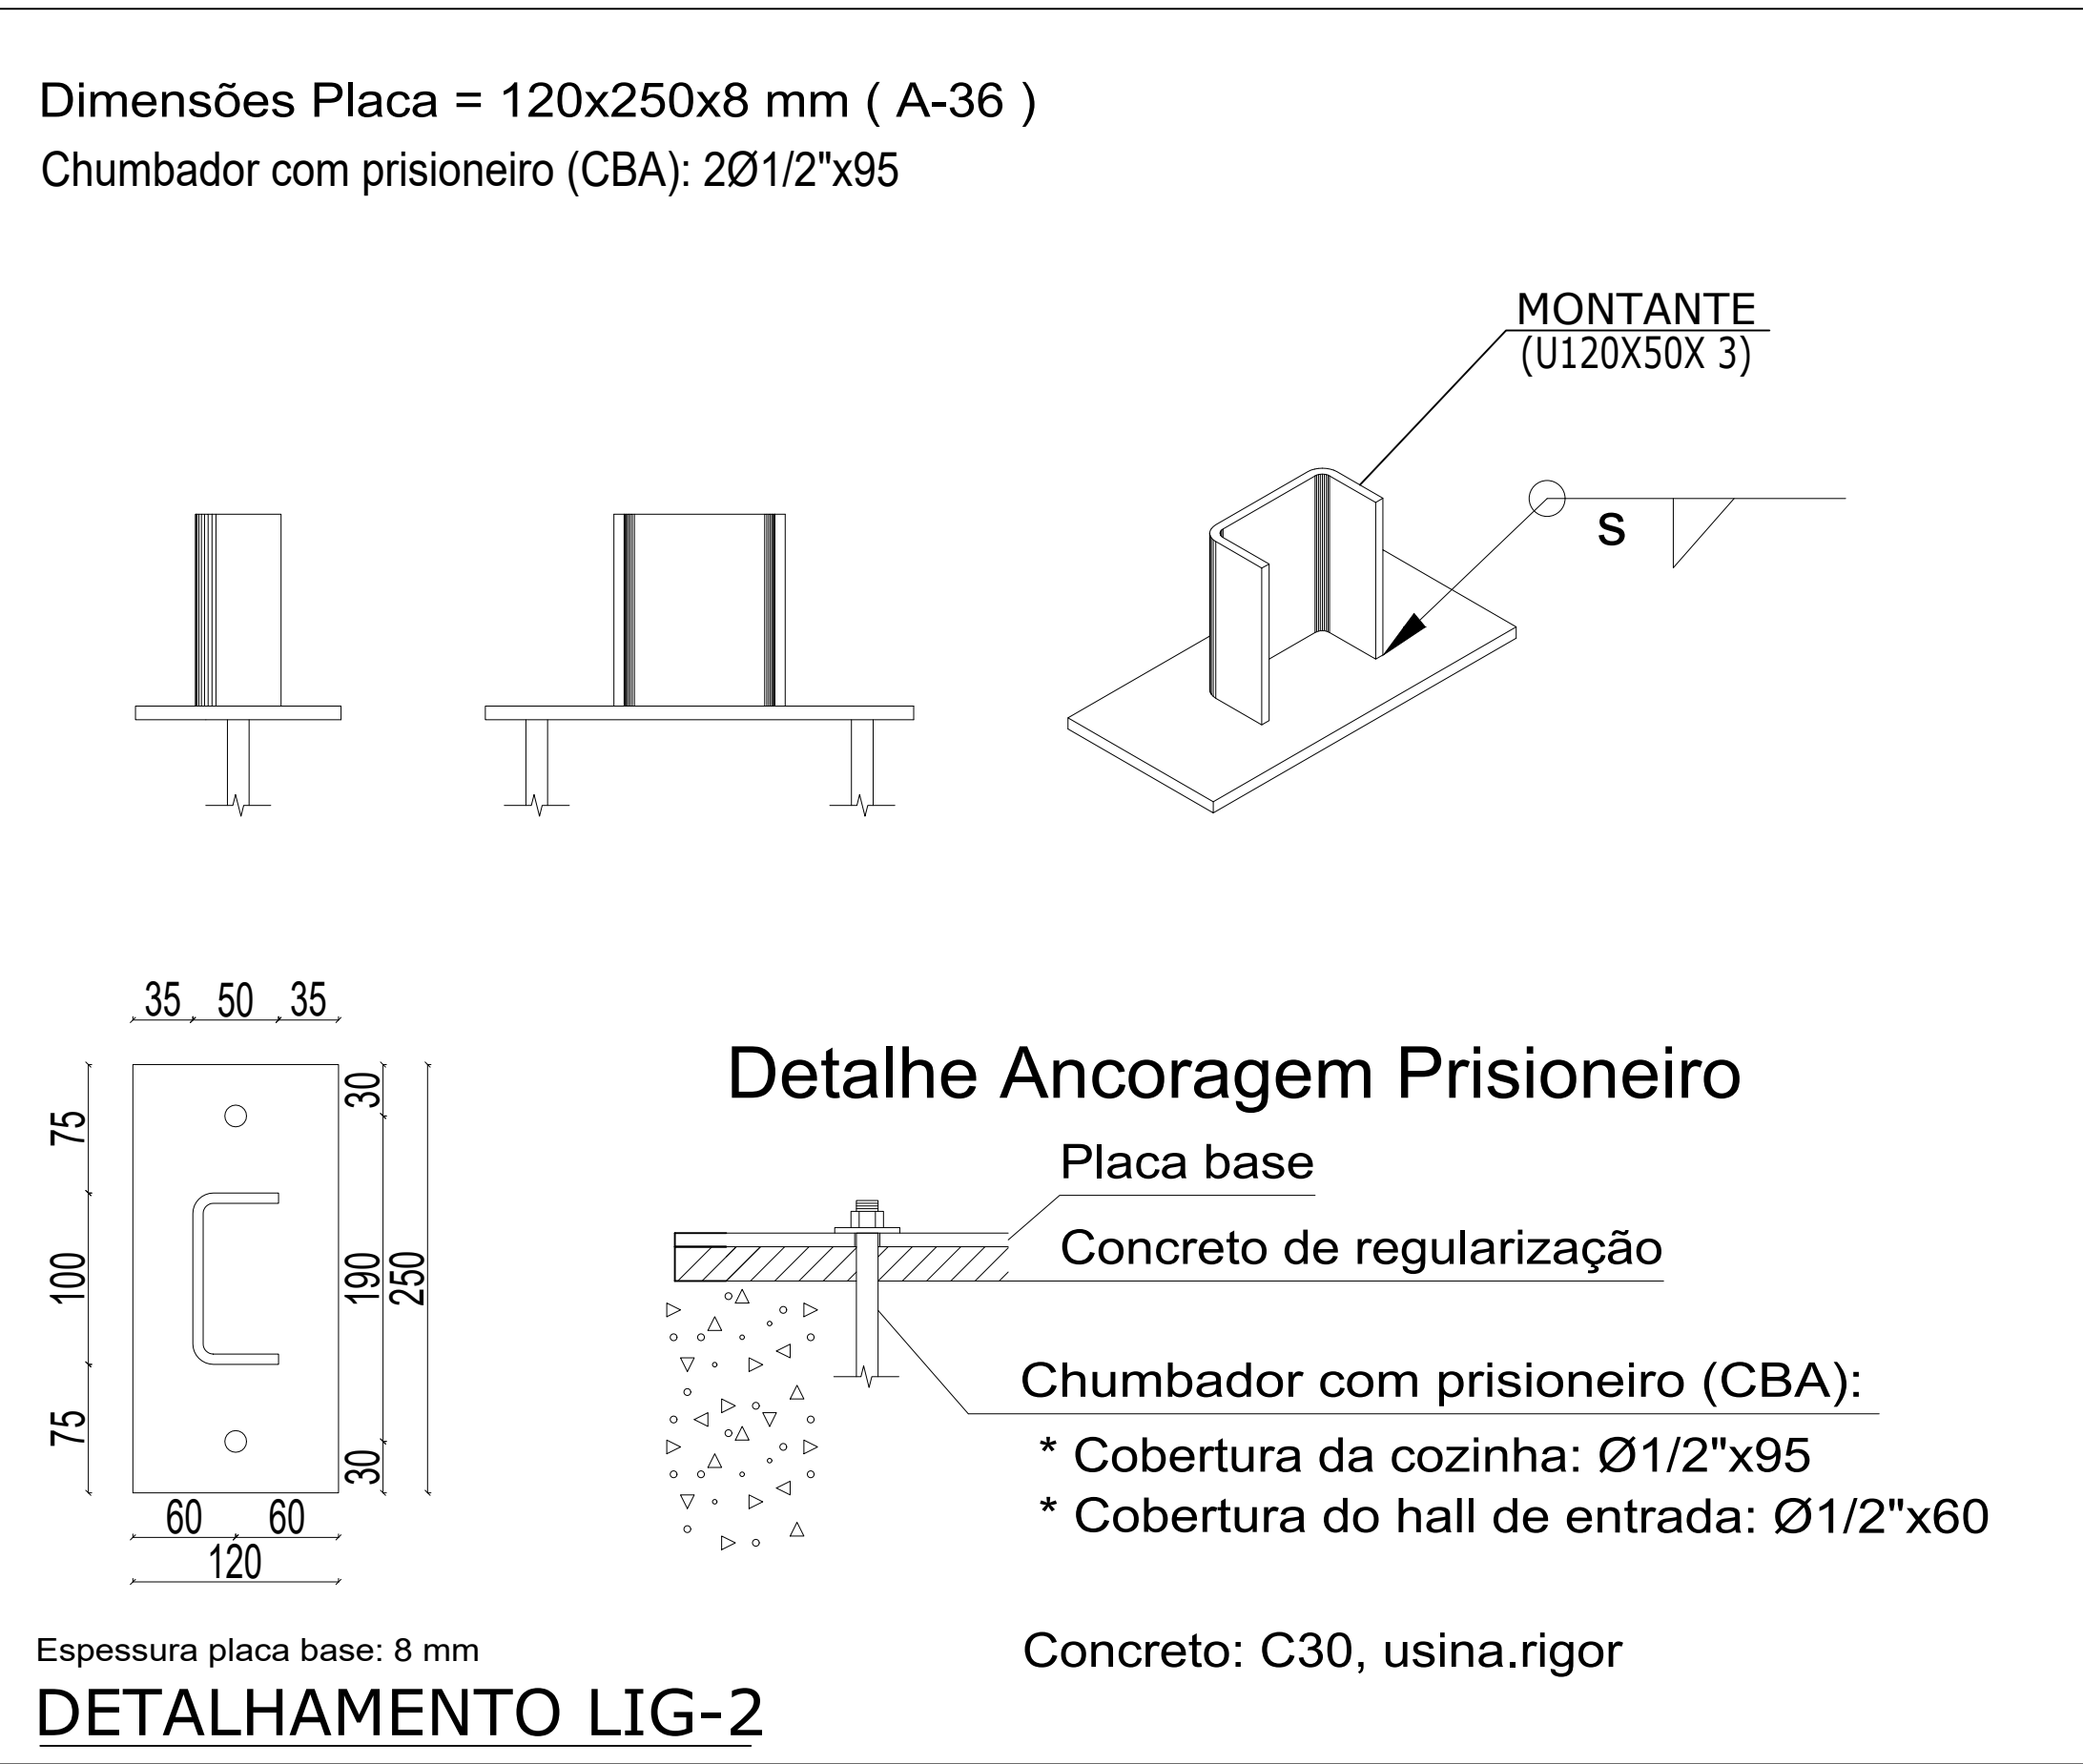 Dimensões Placa = 120x250x8 mm ( A-36 )
Chumbador com prisioneiro (CBA): 2Ø1/2"x95
MONTANTE
(U120X50X 3)
S
35 50 35
75
100
75
30
190
30
250
60 60
120
Detalhe Ancoragem Prisioneiro
Placa base
Concreto de regularização
Chumbador com prisioneiro (CBA):
* Cobertura da cozinha: Ø1/2"x95
* Cobertura do hall de entrada: Ø1/2"x60
Espessura placa base: 8 mm
Concreto: C30, usina.rigor
DETALHAMENTO LIG-2